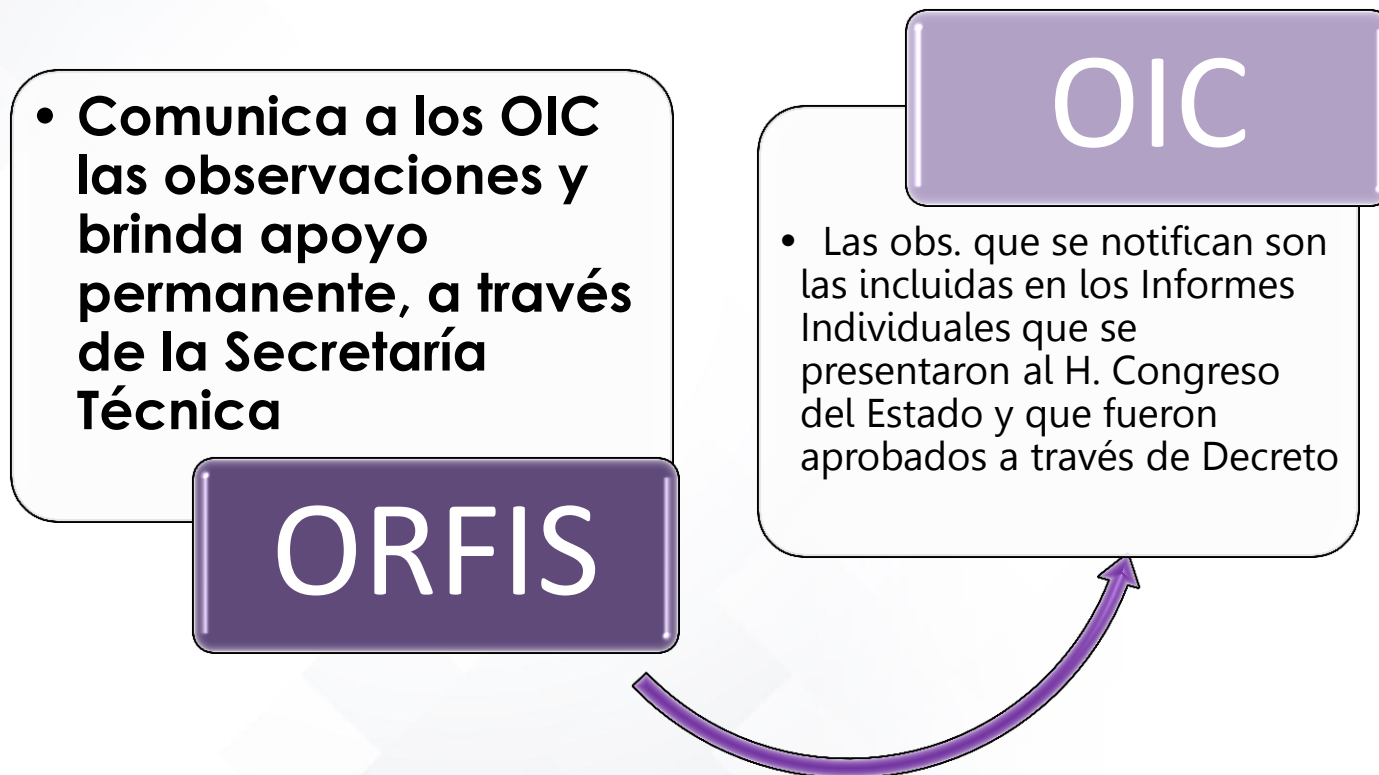 • Comunica a los OIC
las observaciones y
brinda apoyo
permanente, a través
de la Secretaría
Técnica
ORFIS
OIC
• Las obs. que se notifican son
las incluidas en los Informes
Individuales que se
presentaron al H. Congreso
del Estado y que fueron
aprobados a través de Decreto